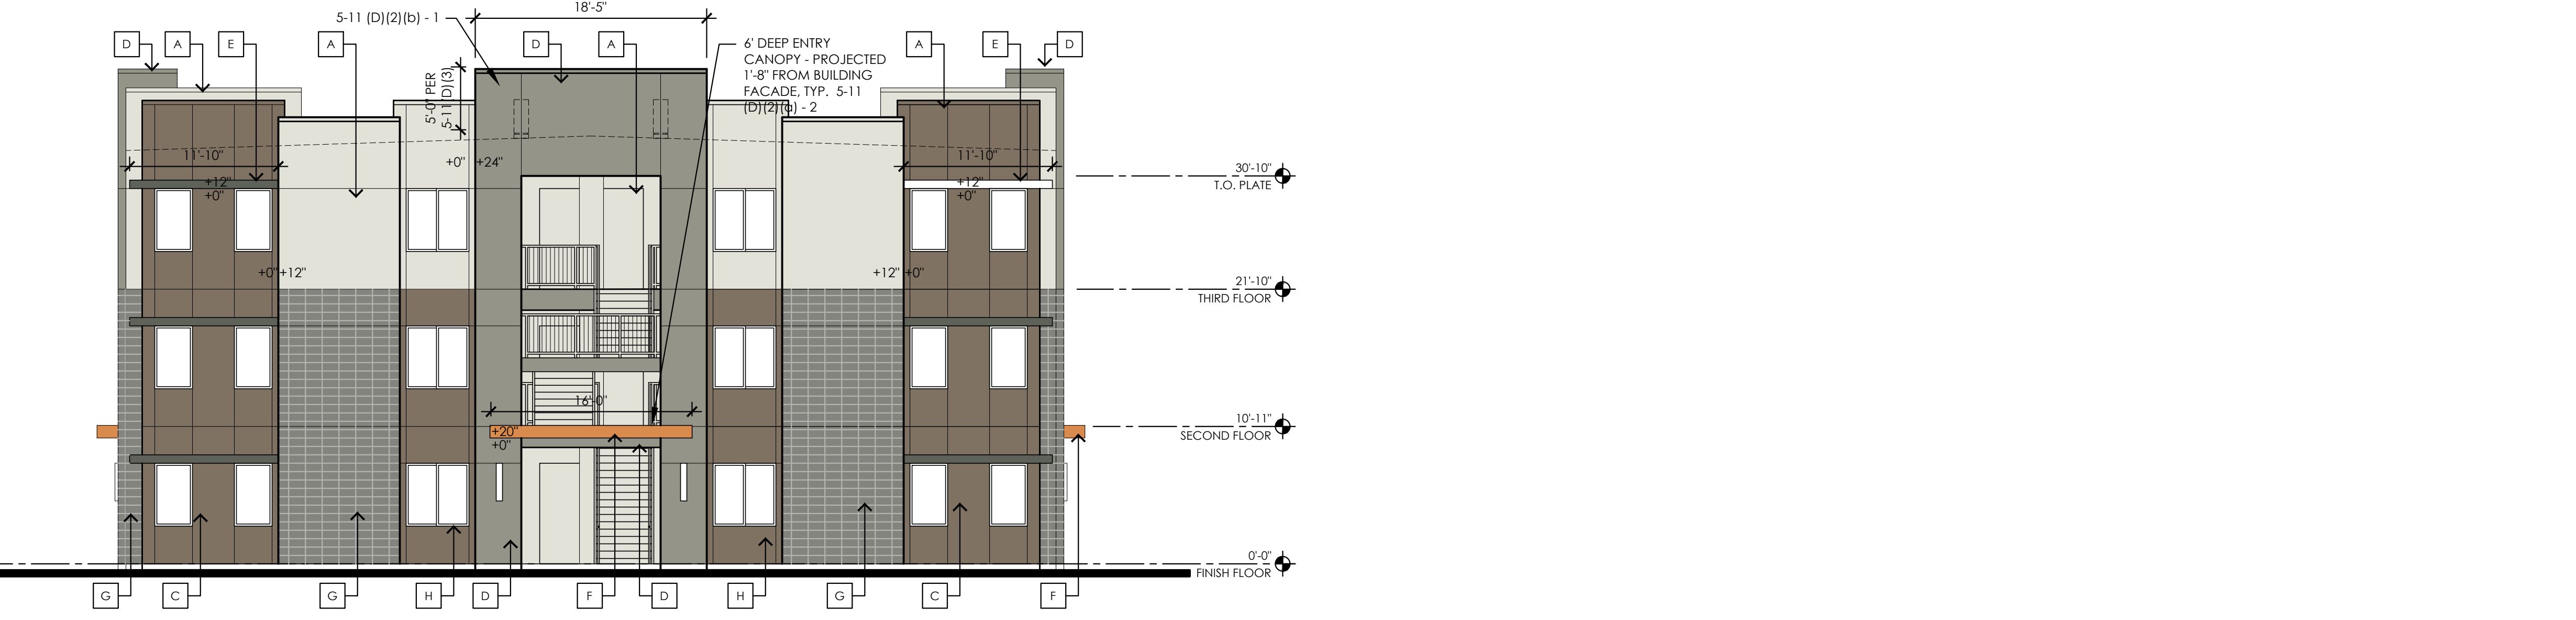 18'-5"
5-11 (D)(2)(b) - 1
D
A
E
A
D
A
A
E
D
6' DEEP ENTRY
CANOPY - PROJECTED
1'-8" FROM BUILDING
FACADE, TYP. 5-11
(D)(2)(a) - 2
5'-0" PER
5-11(D)(3)
11'-10"
+0" +24"
11'-10"
+12"
+0"
+12"
+0"
30'-10"
T.O. PLATE
+0" +12"
+12" +0"
21'-10"
THIRD FLOOR
16'-0"
+20"
+0"
10'-11"
SECOND FLOOR
0'-0"
FINISH FLOOR
G
C
G
H
D
F
D
H
G
C
F